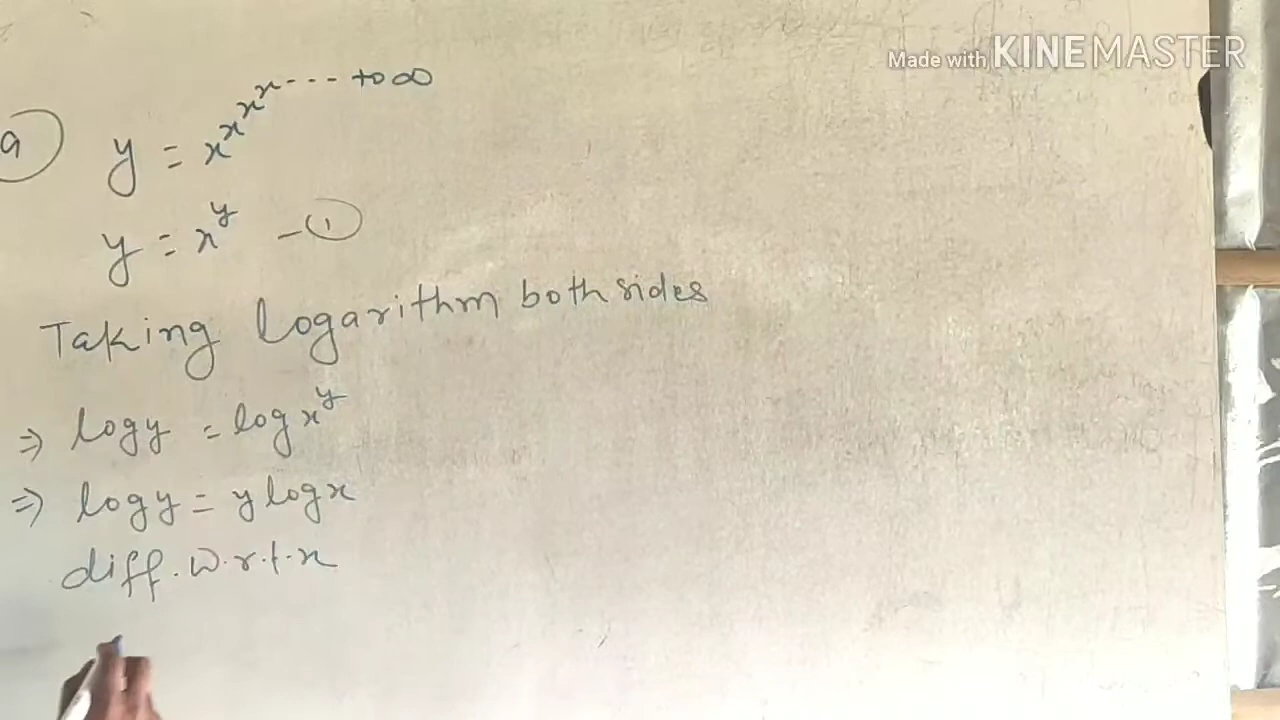 Made with KINEMASTER
9 y = x^x^x^x^x---- to ∞
y = x^y - ①
Taking logarithm both sides
⇒ log y = log x^y
⇒ log y = y log x
diff. w.r.t. x